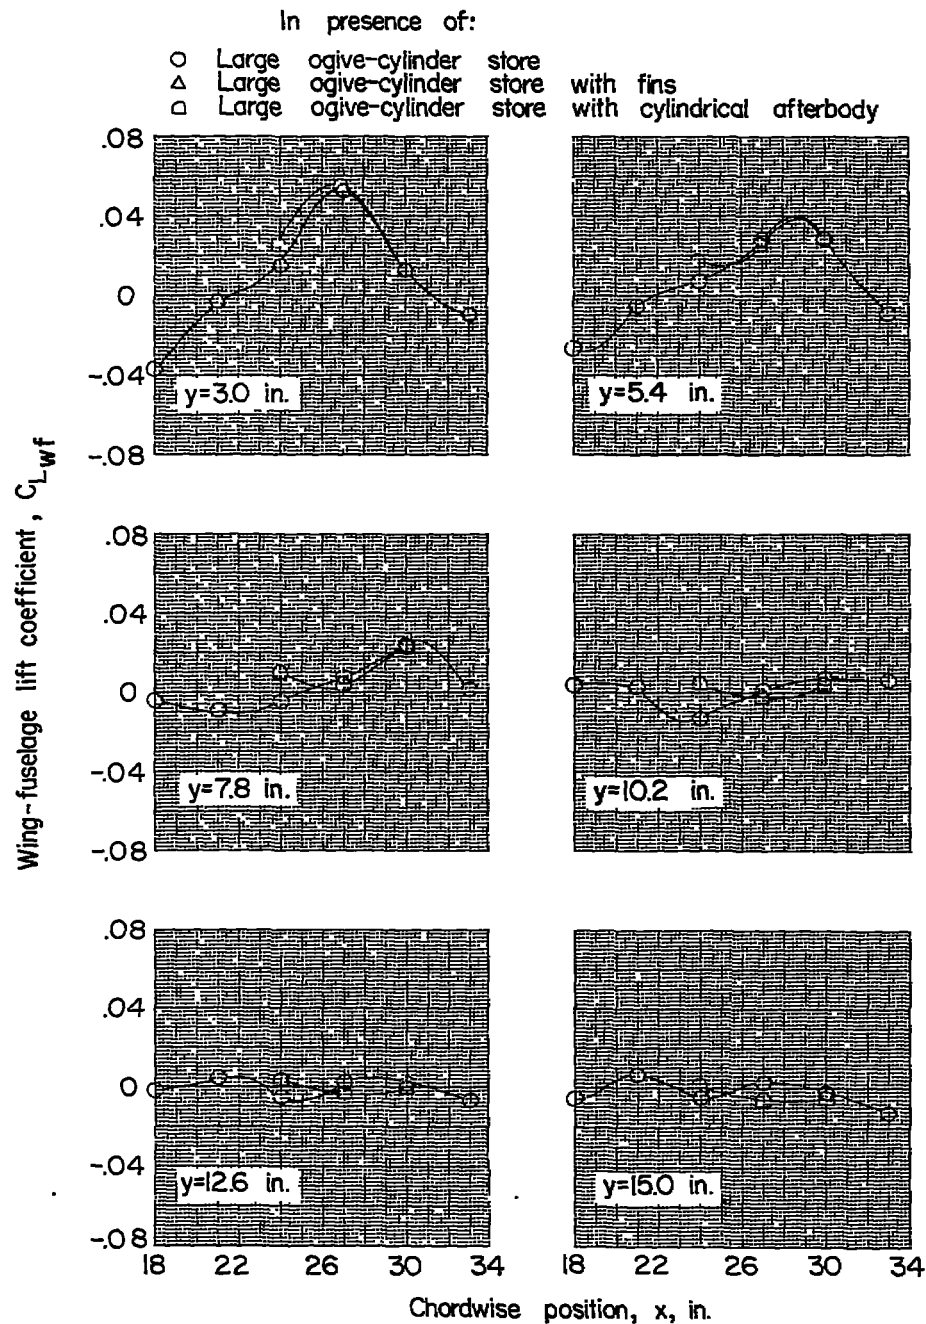 In presence of:
○ Large ogive-cylinder store
△ Large ogive-cylinder store with fins
⌓ Large ogive-cylinder store with cylindrical afterbody
.08
.04
0
-.04
-.08
y=3.0 in.
y=5.4 in.
Wing-fuselage lift coefficient, CLwf
.08
.04
0
-.04
-.08
y=7.8 in.
y=10.2 in.
.08
.04
0
-.04
-.08
y=12.6 in.
y=15.0 in.
18 22 26 30 34 18 22 26 30 34
Chordwise position, x, in.